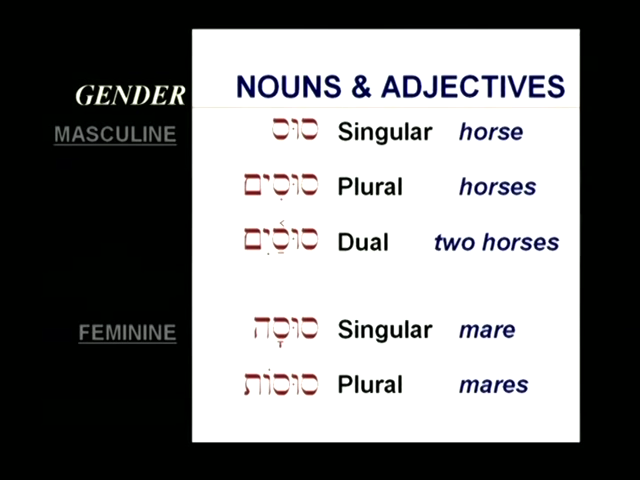 NOUNS & ADJECTIVES
GENDER
MASCULINE סוּס Singular horse
סוּסִים Plural horses
סוּסַ֫יִם Dual two horses
FEMININE סוּסָה Singular mare
סוּסוֹת Plural mares